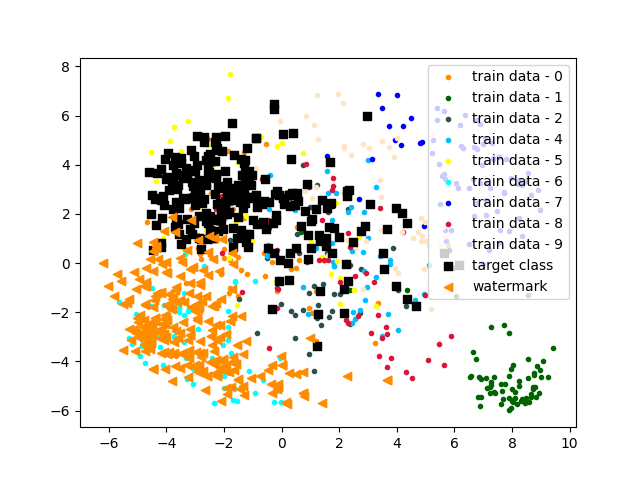 8
6
4
2
0
−2
−4
−6
−6
−4
−2
0
2
4
6
8
10
train data - 0
train data - 1
train data - 2
train data - 4
train data - 5
train data - 6
train data - 7
train data - 8
train data - 9
target class
watermark